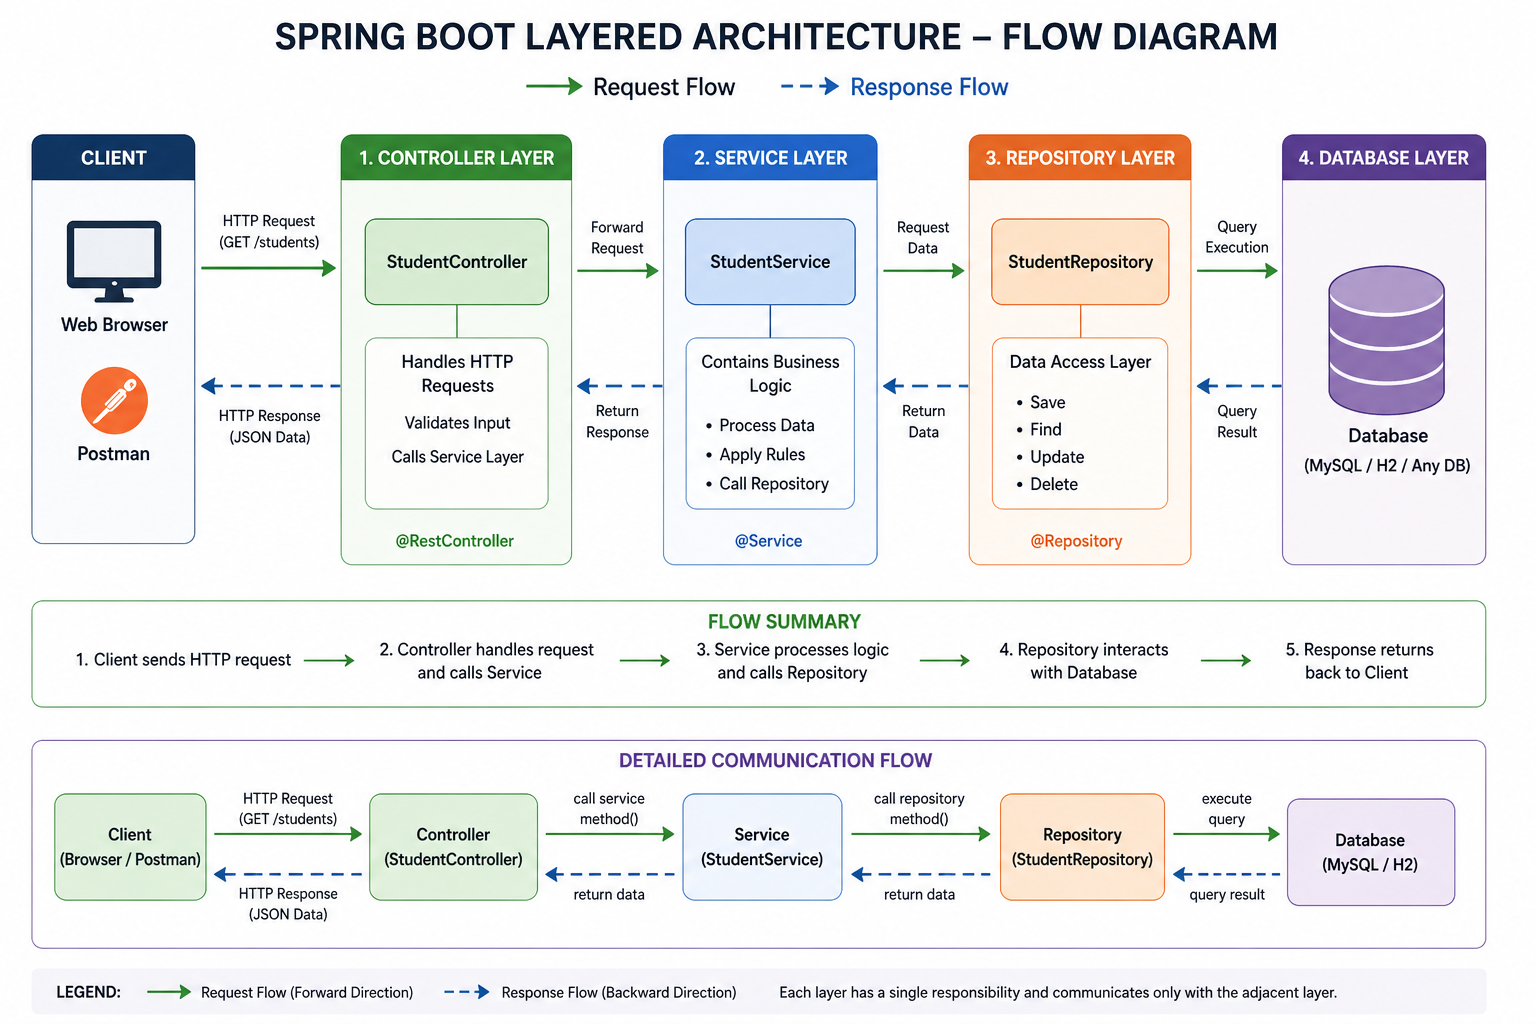 SPRING BOOT LAYERED ARCHITECTURE – FLOW DIAGRAM
Request Flow
Response Flow
CLIENT
Web Browser
Postman
HTTP Request
(GET /students)
HTTP Response
(JSON Data)
1. CONTROLLER LAYER
StudentController
Handles HTTP
Requests
Validates Input
Calls Service Layer
@RestController
Forward
Request
Return
Response
2. SERVICE LAYER
StudentService
Contains Business
Logic
• Process Data
• Apply Rules
• Call Repository
@Service
Request
Data
Return
Data
3. REPOSITORY LAYER
StudentRepository
Data Access Layer
• Save
• Find
• Update
• Delete
@Repository
Query
Execution
Query
Result
4. DATABASE LAYER
Database
(MySQL / H2 / Any DB)
FLOW SUMMARY
1. Client sends HTTP request
2. Controller handles request
and calls Service
3. Service processes logic
and calls Repository
4. Repository interacts
with Database
5. Response returns
back to Client
DETAILED COMMUNICATION FLOW
Client
(Browser / Postman)
HTTP Request
(GET /students)
HTTP Response
(JSON Data)
Controller
(StudentController)
call service
method()
return data
Service
(StudentService)
call repository
method()
return data
Repository
(StudentRepository)
execute
query
query result
Database
(MySQL / H2)
LEGEND:
Request Flow (Forward Direction)
Response Flow (Backward Direction)
Each layer has a single responsibility and communicates only with the adjacent layer.